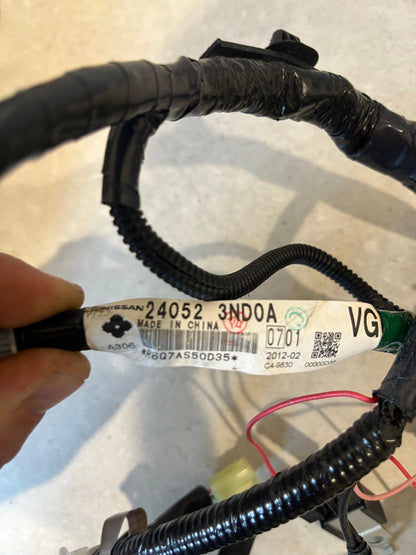 NISSAN 24052 3ND0A VG
MADE IN CHINA
0701
A306
*R6Q7AS50D35*
2012-02
C4-9830